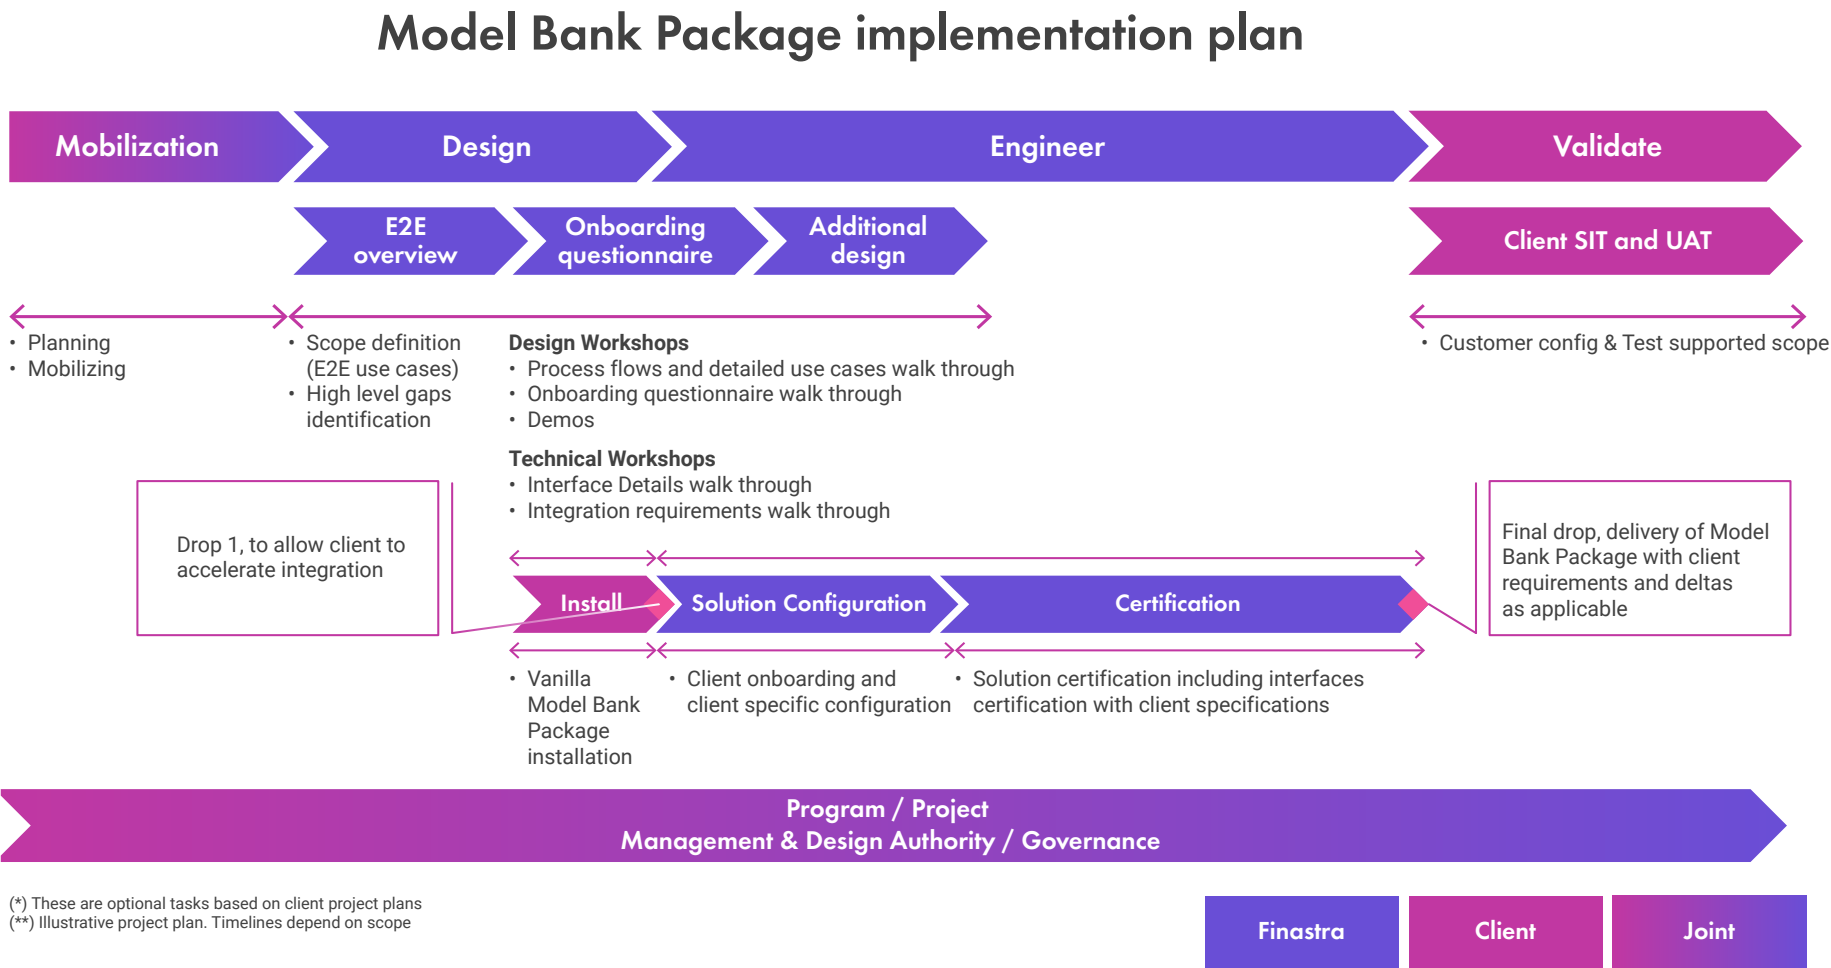 Model Bank Package implementation plan
Mobilization
Design
Engineer
Validate
E2E
overview
Onboarding
questionnaire
Additional
design
Client SIT and UAT
• Planning
• Mobilizing
• Scope definition
(E2E use cases)
• High level gaps
identification
Design Workshops
• Process flows and detailed use cases walk through
• Onboarding questionnaire walk through
• Demos
Technical Workshops
• Interface Details walk through
• Integration requirements walk through
• Customer config & Test supported scope
Drop 1, to allow client to
accelerate integration
Final drop, delivery of Model
Bank Package with client
requirements and deltas
as applicable
Install
Solution Configuration
Certification
• Vanilla
Model Bank
Package
installation
• Client onboarding and
client specific configuration
• Solution certification including interfaces
certification with client specifications
Program / Project
Management & Design Authority / Governance
(*) These are optional tasks based on client project plans
(**) Illustrative project plan. Timelines depend on scope
Finastra
Client
Joint